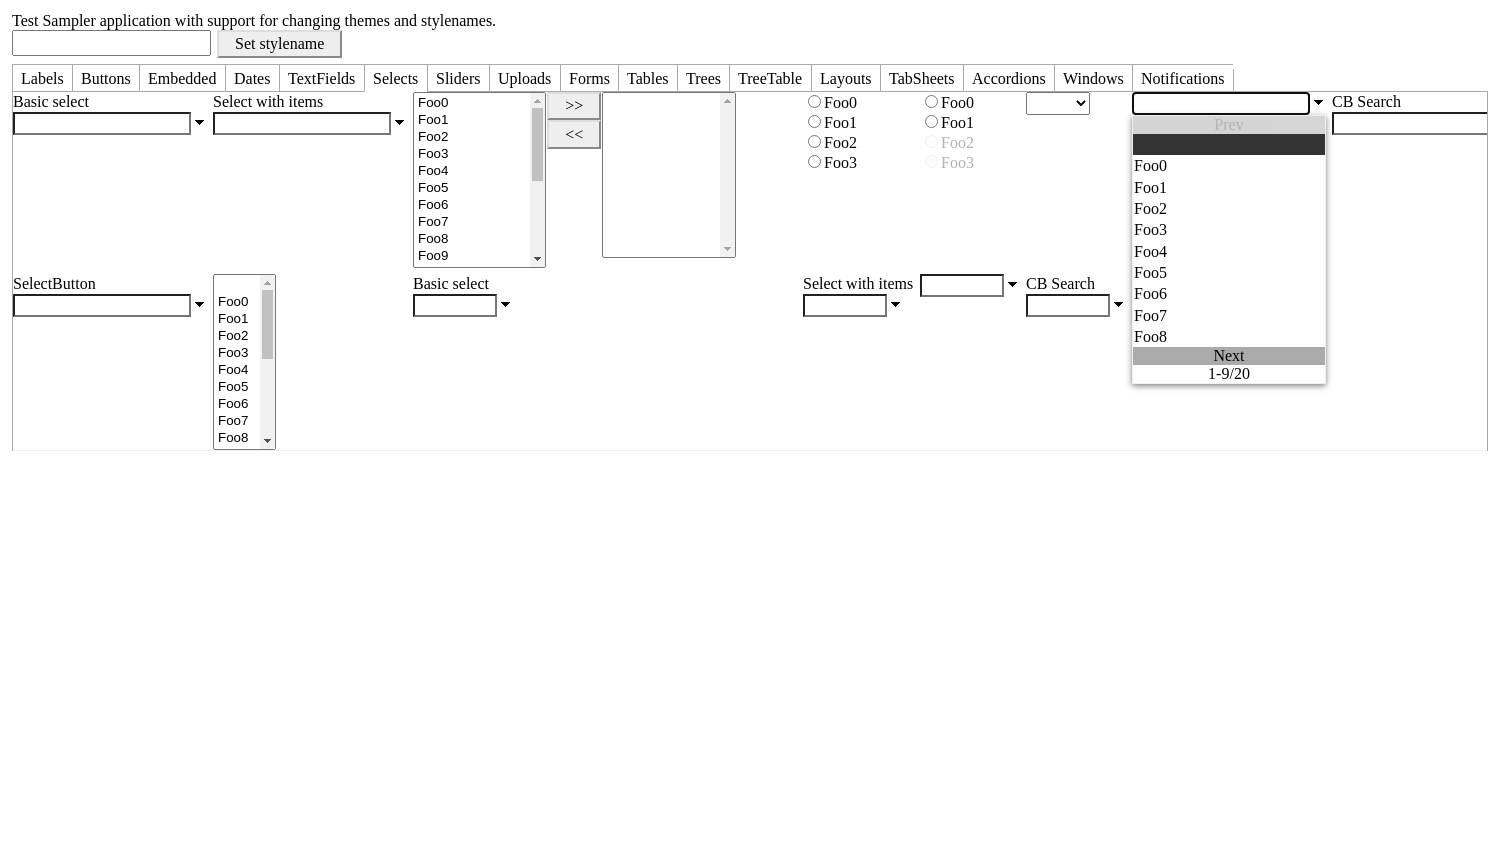 Test Sampler application with support for changing themes and stylenames.
Set stylename
Labels Buttons Embedded Dates TextFields Selects Sliders Uploads Forms Tables Trees TreeTable Layouts TabSheets Accordions Windows Notifications
Basic select
Select with items
Foo0
Foo1
Foo2
Foo3
Foo4
Foo5
Foo6
Foo7
Foo8
Foo9
>>
<<
Foo0
Foo1
Foo2
Foo3
Foo0
Foo1
Foo2
Foo3
Prev
Foo0
Foo1
Foo2
Foo3
Foo4
Foo5
Foo6
Foo7
Foo8
Next
1-9/20
CB Search
SelectButton
Foo0
Foo1
Foo2
Foo3
Foo4
Foo5
Foo6
Foo7
Foo8
Basic select
Select with items
CB Search